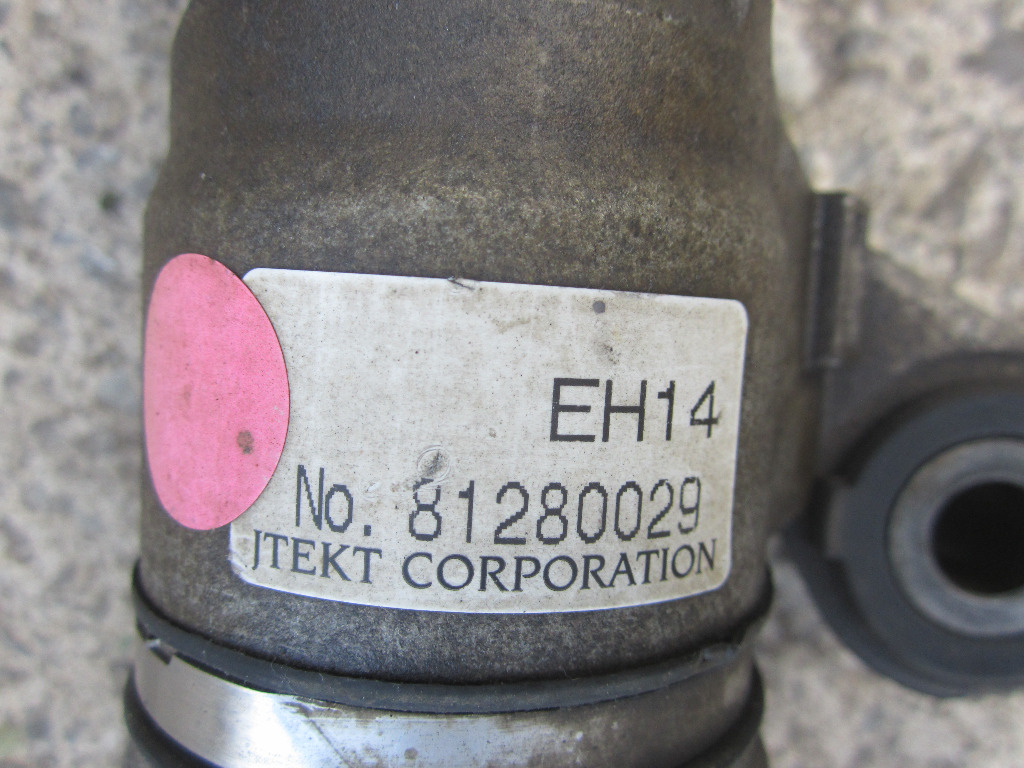 EH14
No. 81280029
JTEKT CORPORATION